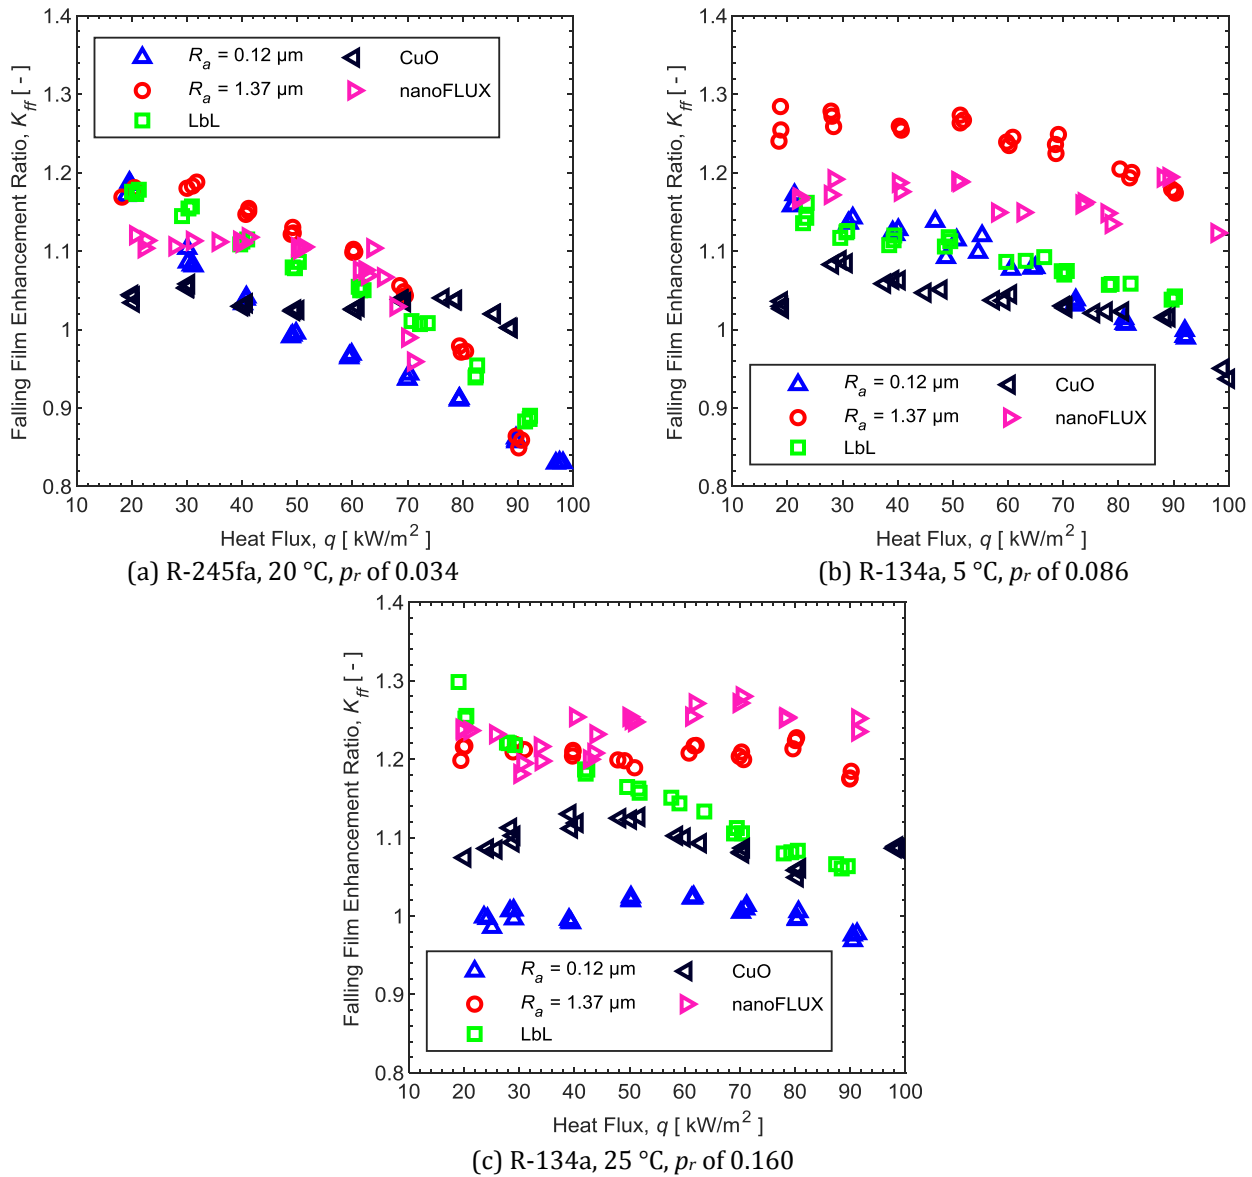 1.4
1.3
1.2
1.1
1
0.9
0.8
Falling Film Enhancement Ratio, K_ff [ - ]
R_a = 0.12 µm
CuO
R_a = 1.37 µm
nanoFLUX
LbL
10 20 30 40 50 60 70 80 90 100
Heat Flux, q [ kW/m² ]
(a) R-245fa, 20 °C, p_r of 0.034
1.4
1.3
1.2
1.1
1
0.9
0.8
Falling Film Enhancement Ratio, K_ff [ - ]
R_a = 0.12 µm
CuO
R_a = 1.37 µm
nanoFLUX
LbL
10 20 30 40 50 60 70 80 90 100
Heat Flux, q [ kW/m² ]
(b) R-134a, 5 °C, p_r of 0.086
1.4
1.3
1.2
1.1
1
0.9
0.8
Falling Film Enhancement Ratio, K_ff [ - ]
R_a = 0.12 µm
CuO
R_a = 1.37 µm
nanoFLUX
LbL
10 20 30 40 50 60 70 80 90 100
Heat Flux, q [ kW/m² ]
(c) R-134a, 25 °C, p_r of 0.160